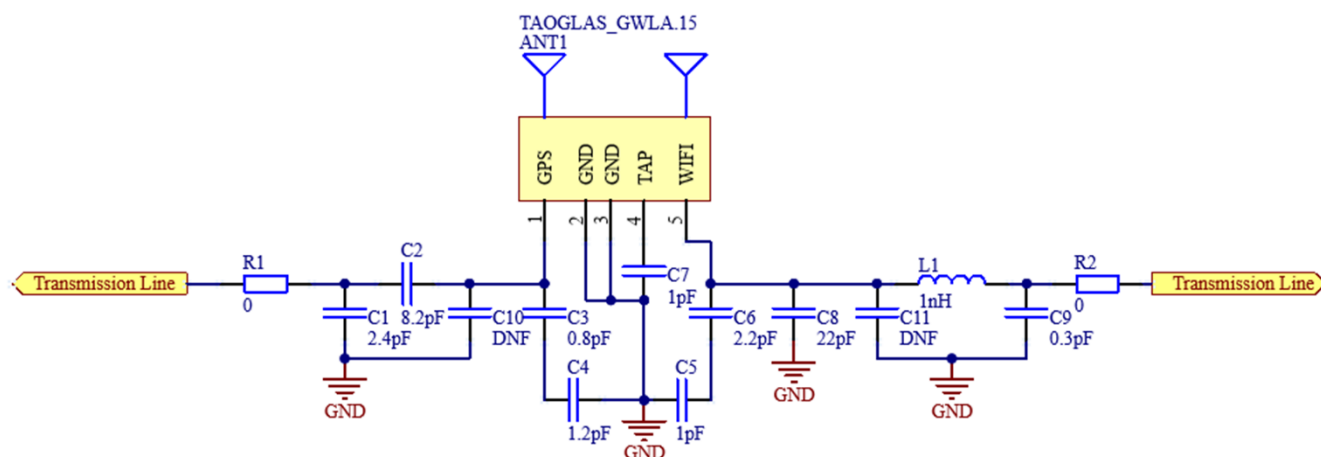 TAOGLAS_GWLA.15
ANT1
GPS
GND
GND
TAP
WIFI
1
2
3
4
5
Transmission Line
R1
0
C2
8.2pF
C1
2.4pF
C10
DNF
C3
0.8pF
C7
1pF
C6
2.2pF
C8
22pF
C11
DNF
L1
1nH
C9
0.3pF
R2
0
Transmission Line
C4
1.2pF
C5
1pF
GND
GND
GND
GND